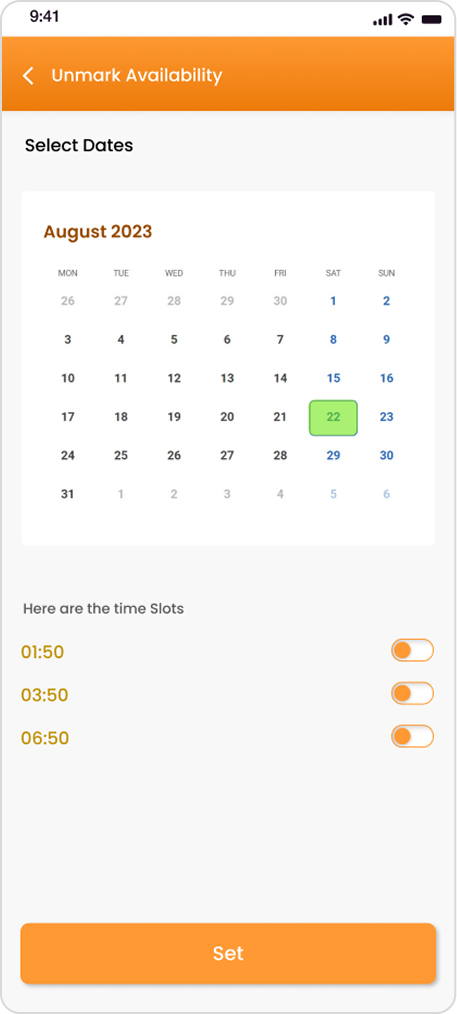 9:41
Unmark Availability
Select Dates
August 2023
MON TUE WED THU FRI SAT SUN
26 27 28 29 30 1 2
3 4 5 6 7 8 9
10 11 12 13 14 15 16
17 18 19 20 21 22 23
24 25 26 27 28 29 30
31 1 2 3 4 5 6
Here are the time Slots
01:50
03:50
06:50
Set